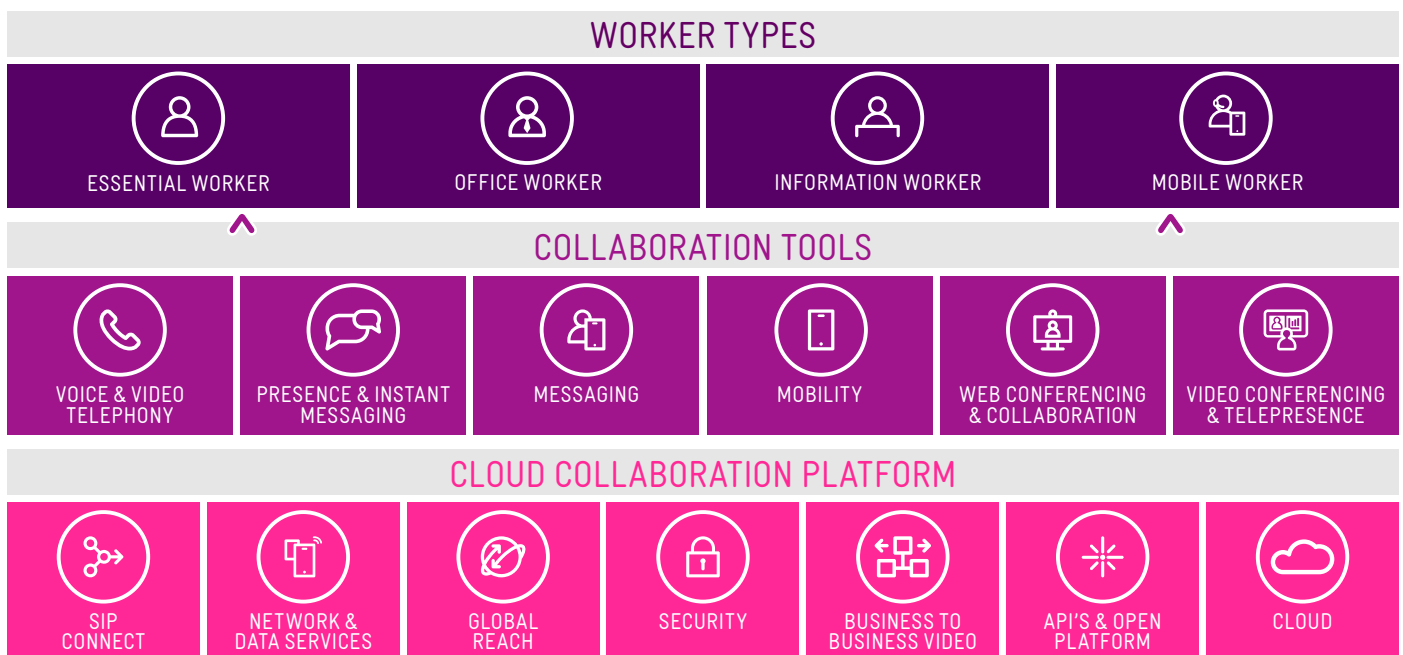 WORKER TYPES
ESSENTIAL WORKER
OFFICE WORKER
INFORMATION WORKER
MOBILE WORKER
COLLABORATION TOOLS
VOICE & VIDEO
TELEPHONY
PRESENCE & INSTANT
MESSAGING
MESSAGING
MOBILITY
WEB CONFERENCING
& COLLABORATION
VIDEO CONFERENCING
& TELEPRESENCE
CLOUD COLLABORATION PLATFORM
SIP
CONNECT
NETWORK &
DATA SERVICES
GLOBAL
REACH
SECURITY
BUSINESS TO
BUSINESS VIDEO
API'S & OPEN
PLATFORM
CLOUD